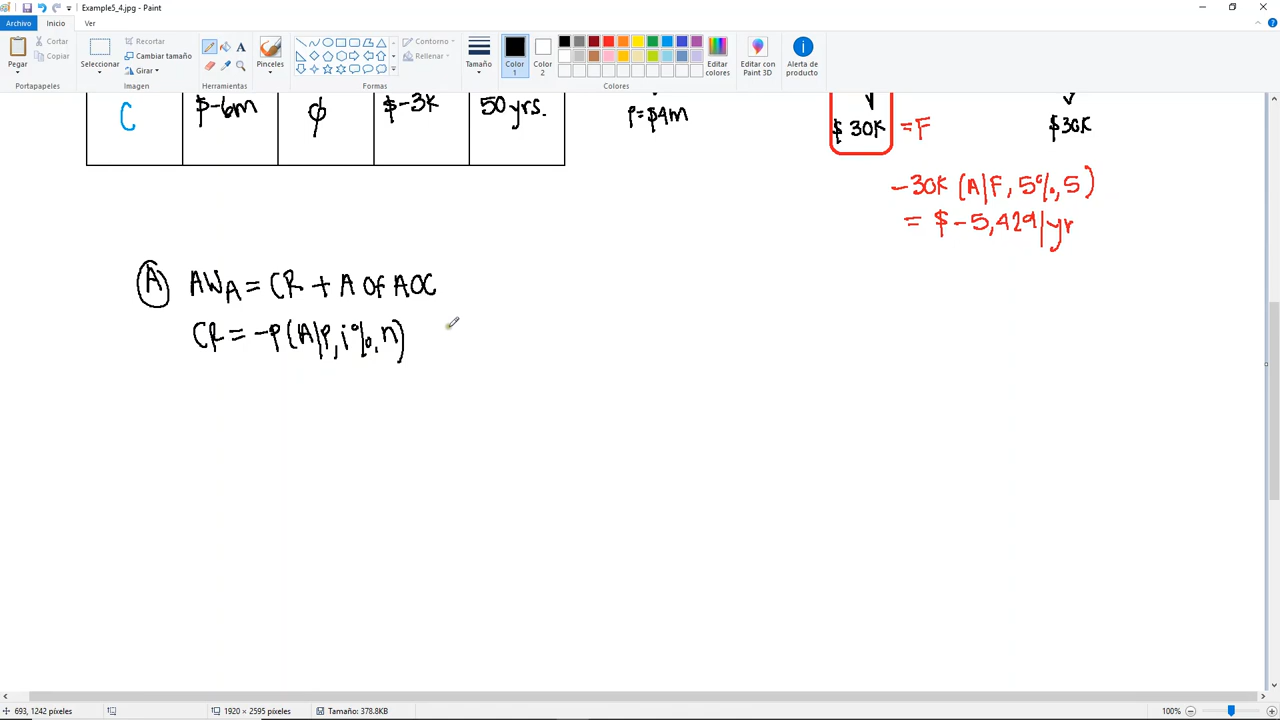 Example5_4.jpg - Paint
Archivo Inicio Ver
Pegar
Cortar
Copiar
Portapapeles
Seleccionar
Recortar
Cambiar tamaño
Girar
Imagen
Herramientas
Pinceles
Contorno
Rellenar
Formas
Tamaño
Color 1
Color 2
Editar colores
Colores
Editar con Paint 3D
Alerta de producto
C $-6m ϕ $-3K 50 yrs.
P=$4m
$ 30K =F
$30K
-30K (A|F, 5%, 5)
= $-5,429/yr
A AWA = CR + A OF AOC
CR = -P(A|P, i%, n)
693, 1242 píxeles 1920 × 2595 píxeles Tamaño: 378.8KB 100%